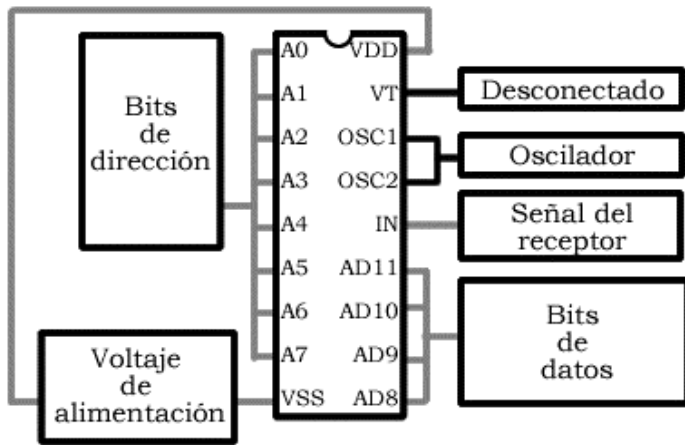 Bits
de
dirección
Voltaje
de
alimentación
A0
A1
A2
A3
A4
A5
A6
A7
VSS
VDD
VT
OSC1
OSC2
IN
AD11
AD10
AD9
AD8
Desconectado
Oscilador
Señal del
receptor
Bits
de
datos